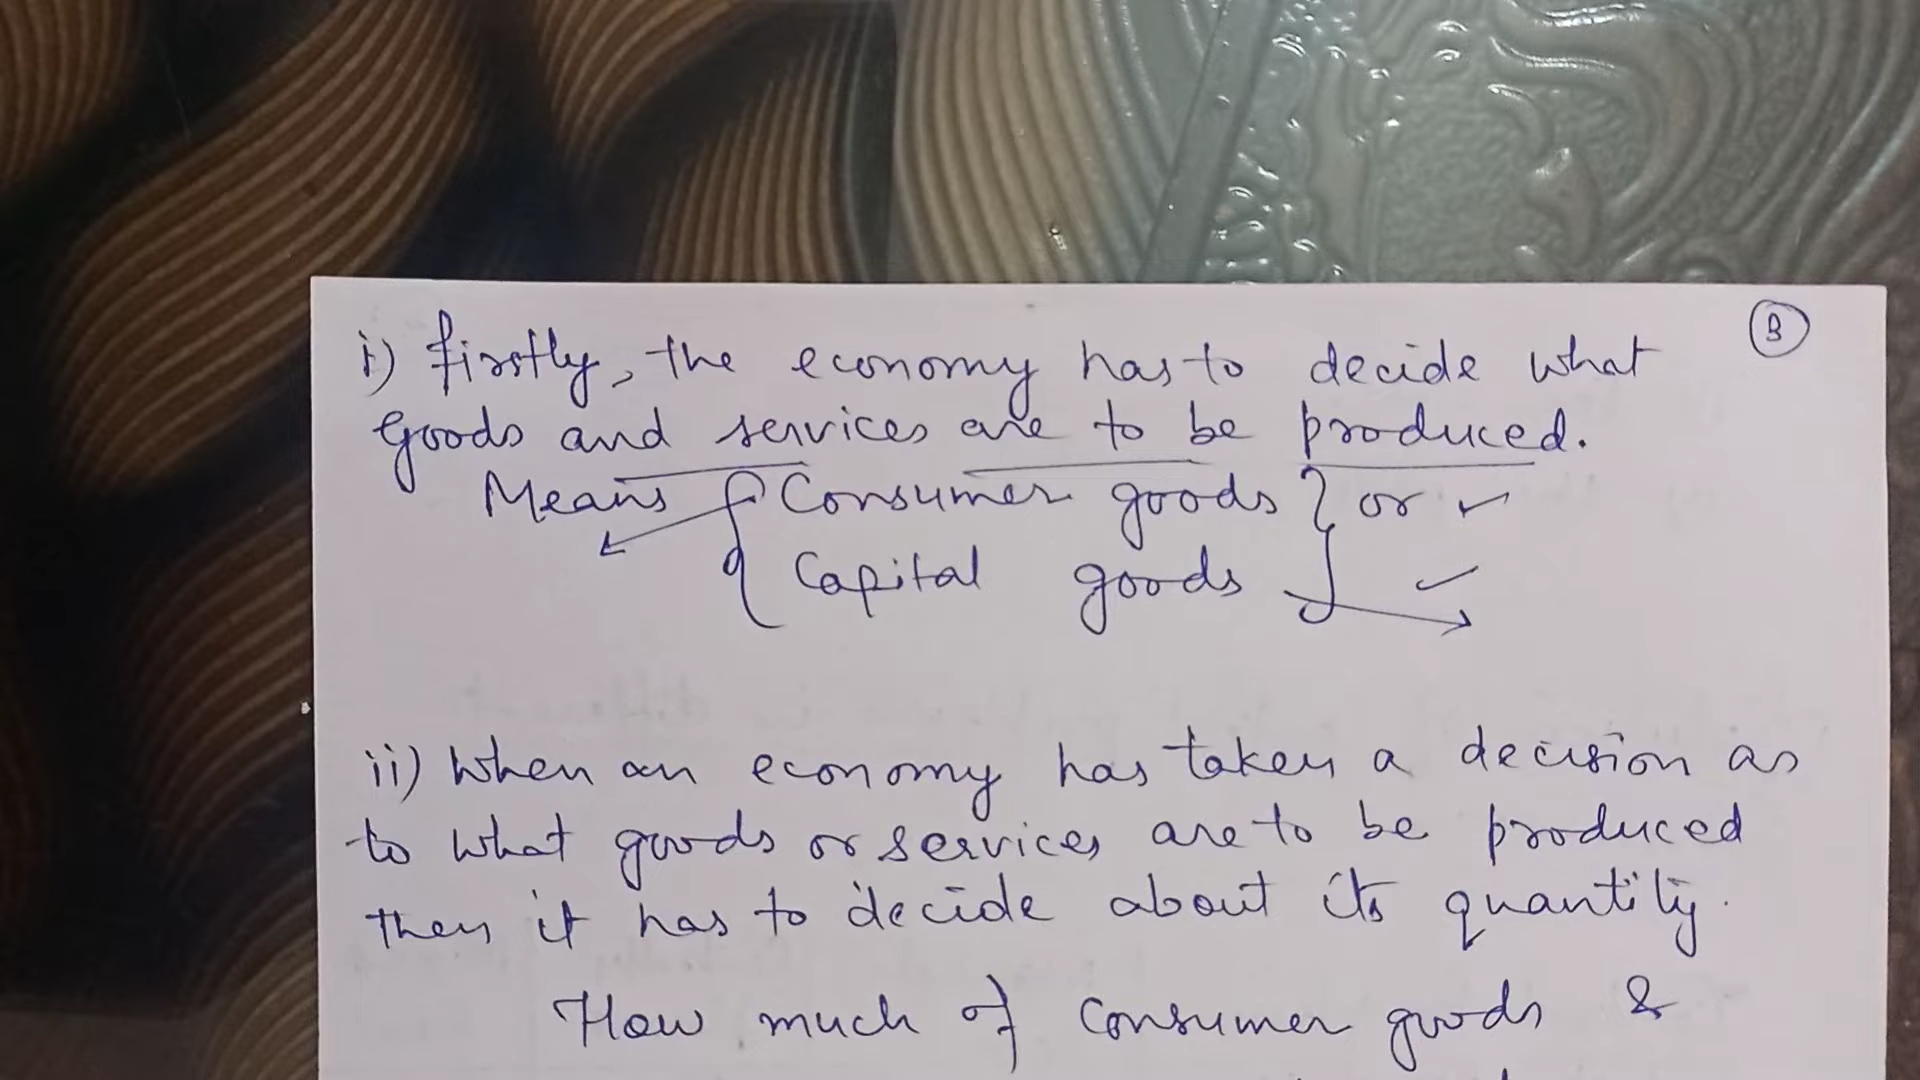 3
i) firstly, the economy has to decide what
goods and services are to be produced.
Means { Consumer goods } or ✓
{ Capital goods } ✓
ii) When an economy has taken a decision as
to what goods or services are to be produced
then it has to decide about its quantity.
How much of Consumer goods &